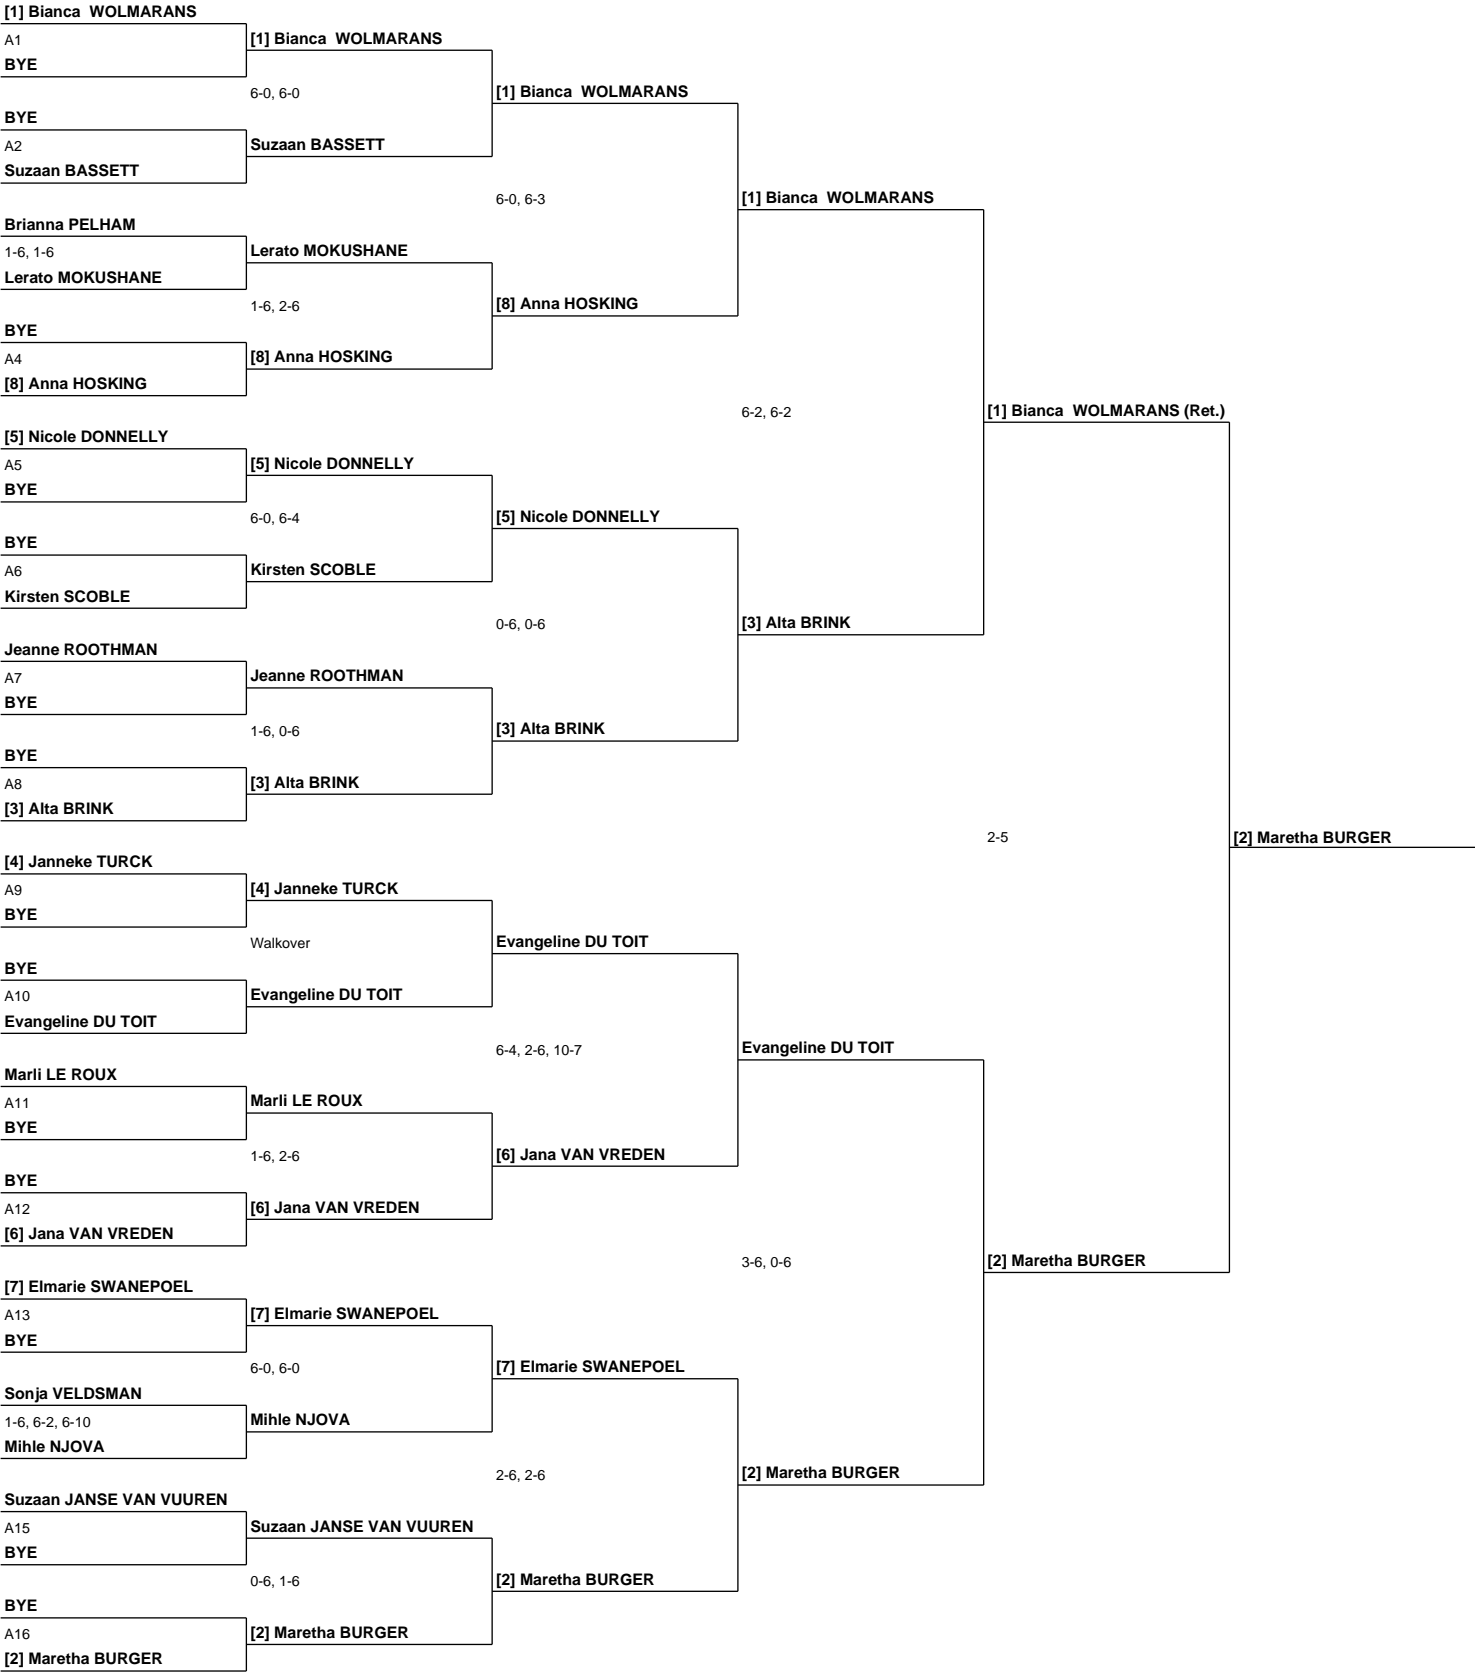 [1] Bianca  WOLMARANS
A1
BYE
BYE
A2
Suzaan BASSETT
Brianna PELHAM
1-6, 1-6
Lerato MOKUSHANE
BYE
A4
[8] Anna HOSKING
[5] Nicole DONNELLY
A5
BYE
BYE
A6
Kirsten SCOBLE
Jeanne ROOTHMAN
A7
BYE
BYE
A8
[3] Alta BRINK
[4] Janneke TURCK
A9
BYE
BYE
A10
Evangeline DU TOIT
Marli LE ROUX
A11
BYE
BYE
A12
[6] Jana VAN VREDEN
[7] Elmarie SWANEPOEL
A13
BYE
Sonja VELDSMAN
1-6, 6-2, 6-10
Mihle NJOVA
Suzaan JANSE VAN VUUREN
A15
BYE
BYE
A16
[2] Maretha BURGER
[1] Bianca  WOLMARANS
6-0, 6-0
Suzaan BASSETT
Lerato MOKUSHANE
1-6, 2-6
[8] Anna HOSKING
[5] Nicole DONNELLY
6-0, 6-4
Kirsten SCOBLE
Jeanne ROOTHMAN
1-6, 0-6
[3] Alta BRINK
[4] Janneke TURCK
Walkover
Evangeline DU TOIT
Marli LE ROUX
1-6, 2-6
[6] Jana VAN VREDEN
[7] Elmarie SWANEPOEL
6-0, 6-0
Mihle NJOVA
Suzaan JANSE VAN VUUREN
0-6, 1-6
[2] Maretha BURGER
[1] Bianca  WOLMARANS
6-0, 6-3
[8] Anna HOSKING
[5] Nicole DONNELLY
0-6, 0-6
[3] Alta BRINK
Evangeline DU TOIT
6-4, 2-6, 10-7
[6] Jana VAN VREDEN
[7] Elmarie SWANEPOEL
2-6, 2-6
[2] Maretha BURGER
[1] Bianca  WOLMARANS
6-2, 6-2
[3] Alta BRINK
Evangeline DU TOIT
3-6, 0-6
[2] Maretha BURGER
[1] Bianca  WOLMARANS (Ret.)
2-5
[2] Maretha BURGER
[2] Maretha BURGER